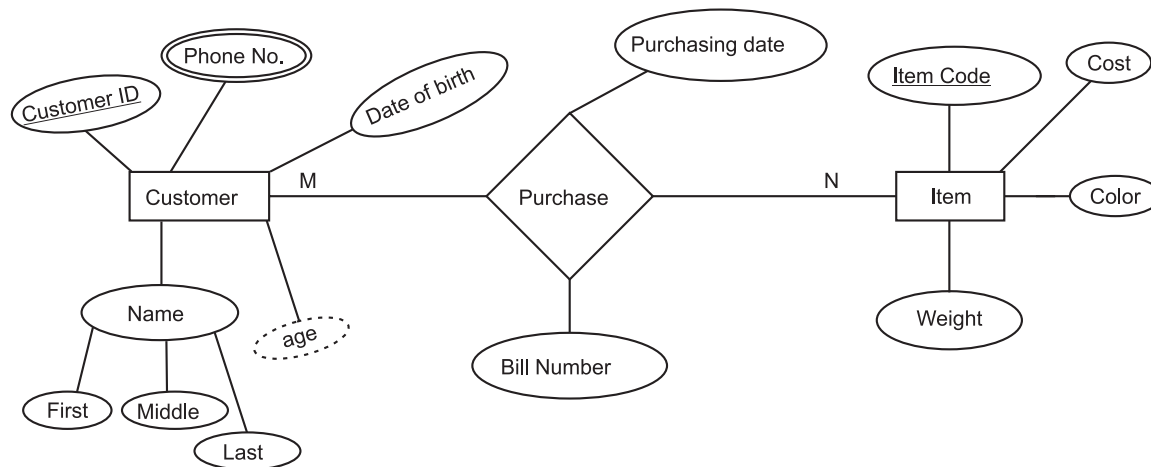 Purchasing date
Phone No.
Customer ID
Date of birth
Item Code
Cost
Customer
M
Purchase
N
Item
Color
Name
age
Bill Number
Weight
First
Middle
Last